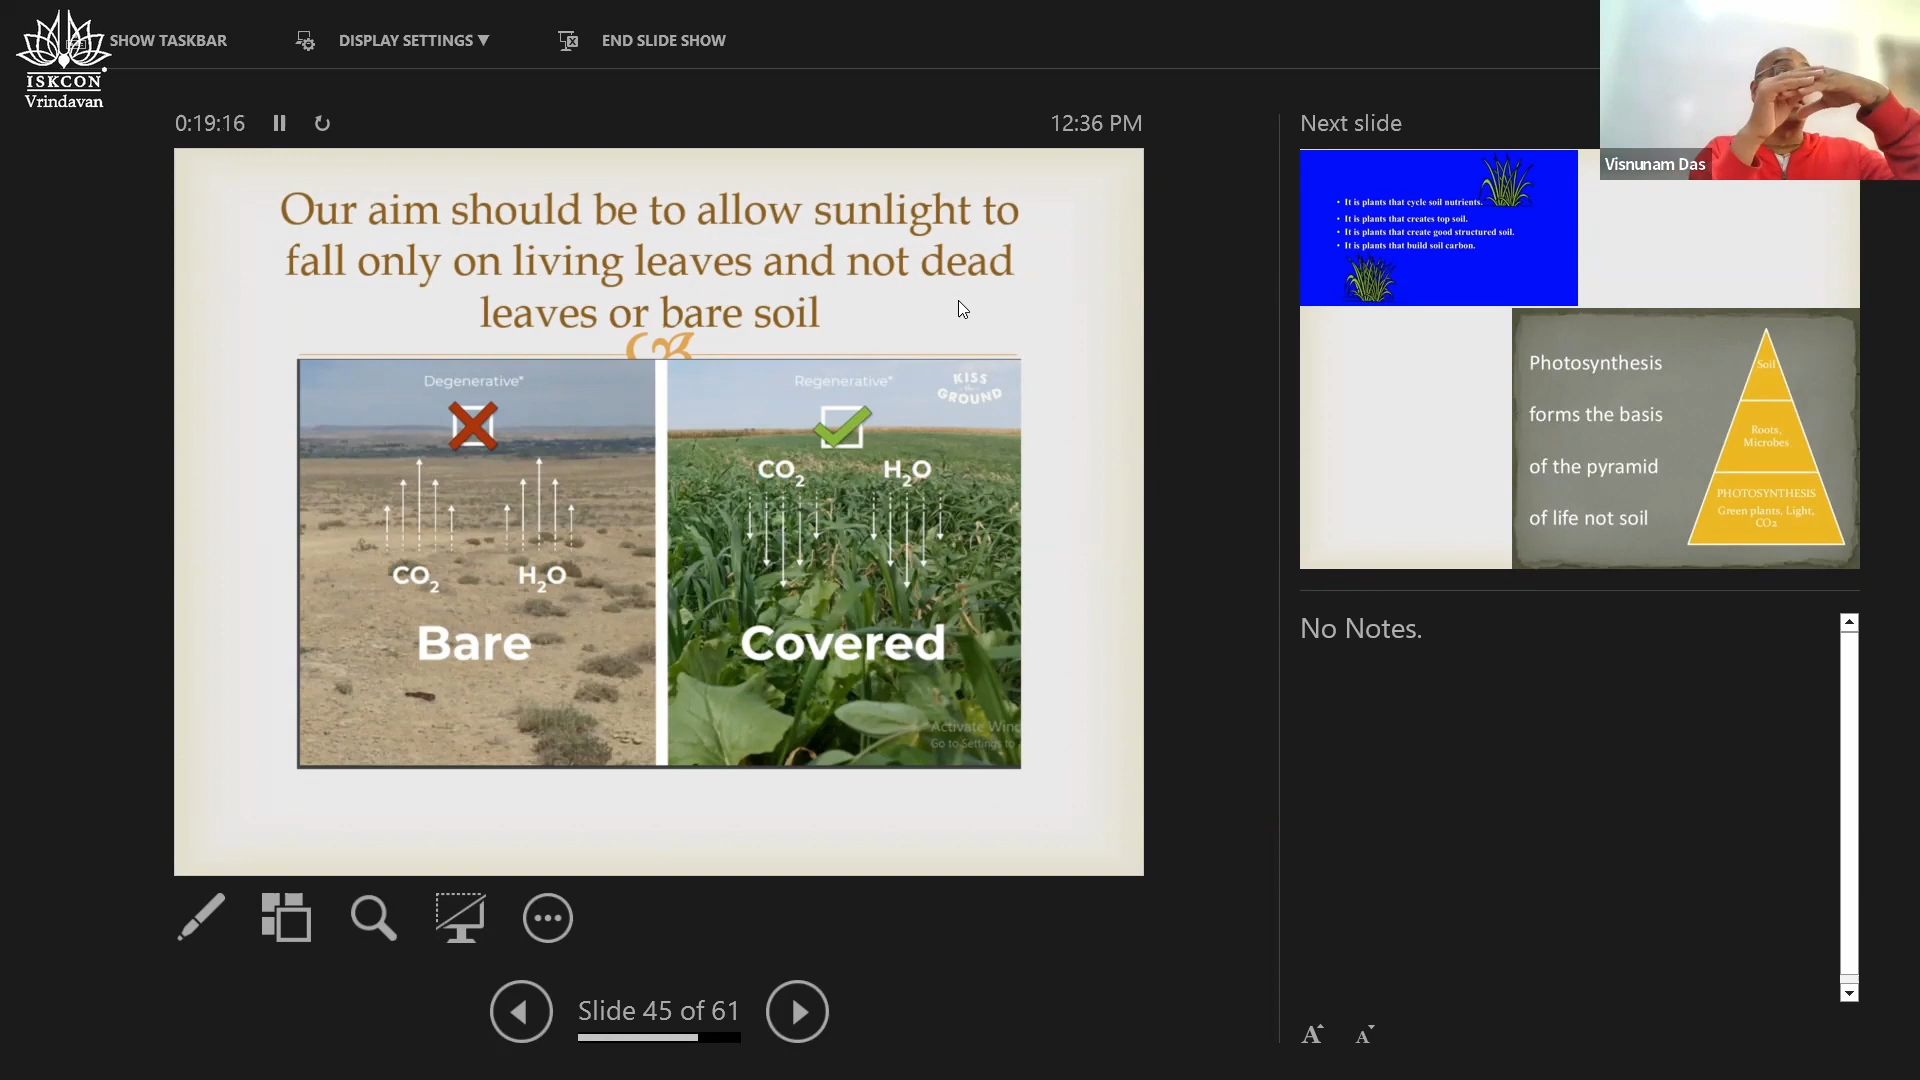 SHOW TASKBAR
DISPLAY SETTINGS ▼
END SLIDE SHOW
ISKCON
Vrindavan
0:19:16
12:36 PM
Next slide
Visnunam Das
Our aim should be to allow sunlight to
fall only on living leaves and not dead
leaves or bare soil
Degenerative*
CO2
H2O
Bare
Regenerative*
KISS
GROUND
CO2
H2O
Covered
Activate Wind
Go to Settings to
• It is plants that cycle soil nutrients.
• It is plants that creates top soil.
• It is plants that create good structured soil.
• It is plants that build soil carbon.
Photosynthesis
forms the basis
of the pyramid
of life not soil
Soil
Roots,
Microbes
PHOTOSYNTHESIS
Green plants, Light,
CO2
No Notes.
Slide 45 of 61
A
A